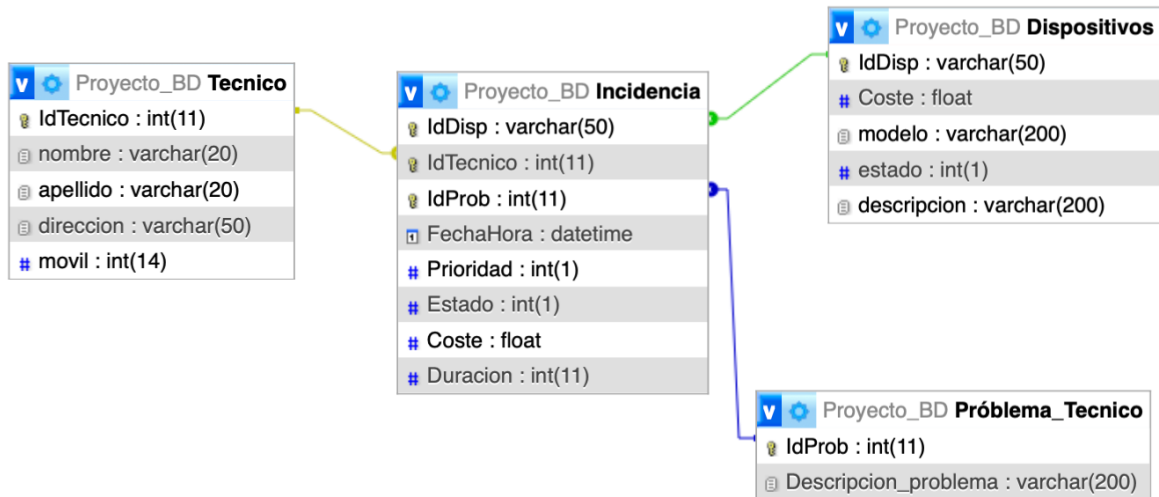 Proyecto_BD Tecnico
IdTecnico : int(11)
nombre : varchar(20)
apellido : varchar(20)
direccion : varchar(50)
movil : int(14)
Proyecto_BD Incidencia
IdDisp : varchar(50)
IdTecnico : int(11)
IdProb : int(11)
FechaHora : datetime
Prioridad : int(1)
Estado : int(1)
Coste : float
Duracion : int(11)
Proyecto_BD Dispositivos
IdDisp : varchar(50)
Coste : float
modelo : varchar(200)
estado : int(1)
descripcion : varchar(200)
Proyecto_BD Próblema_Tecnico
IdProb : int(11)
Descripcion_problema : varchar(200)